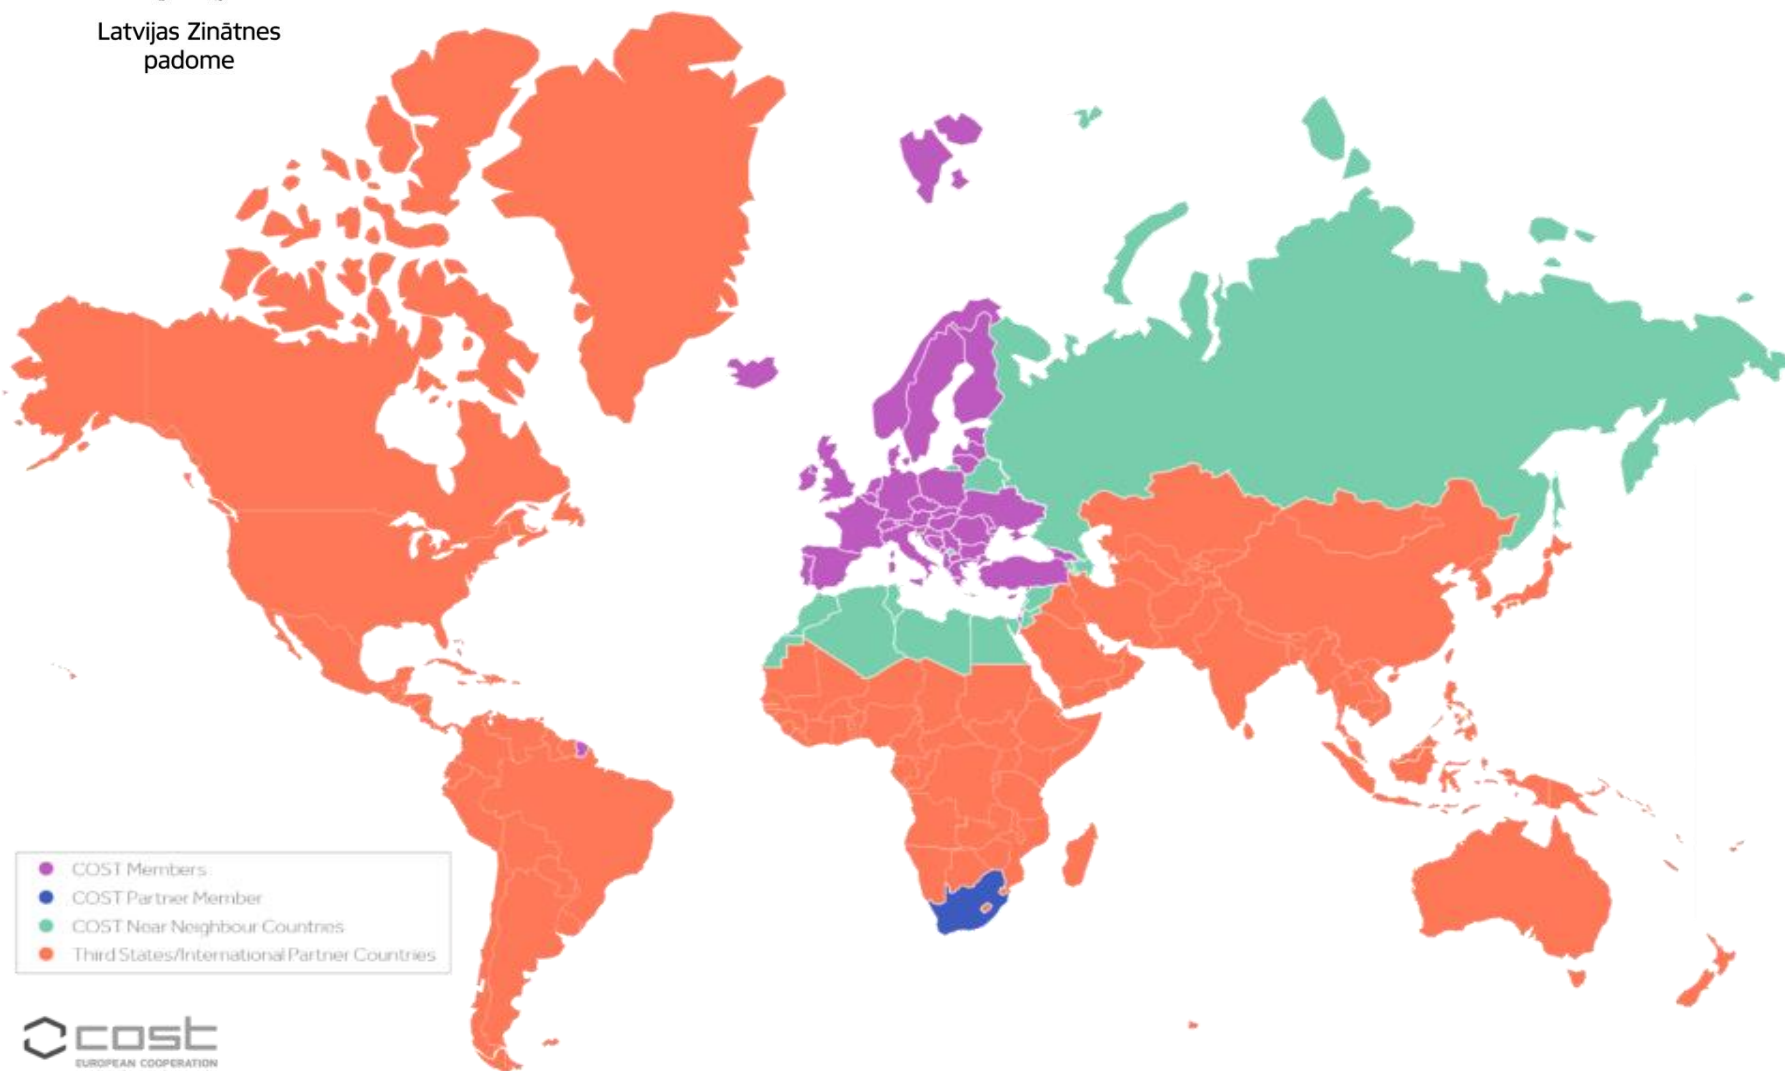 Latvijas Zinātnes
padome
COST Members
COST Partner Member
COST Near Neighbour Countries
Third States/International Partner Countries
cost
EUROPEAN COOPERATION